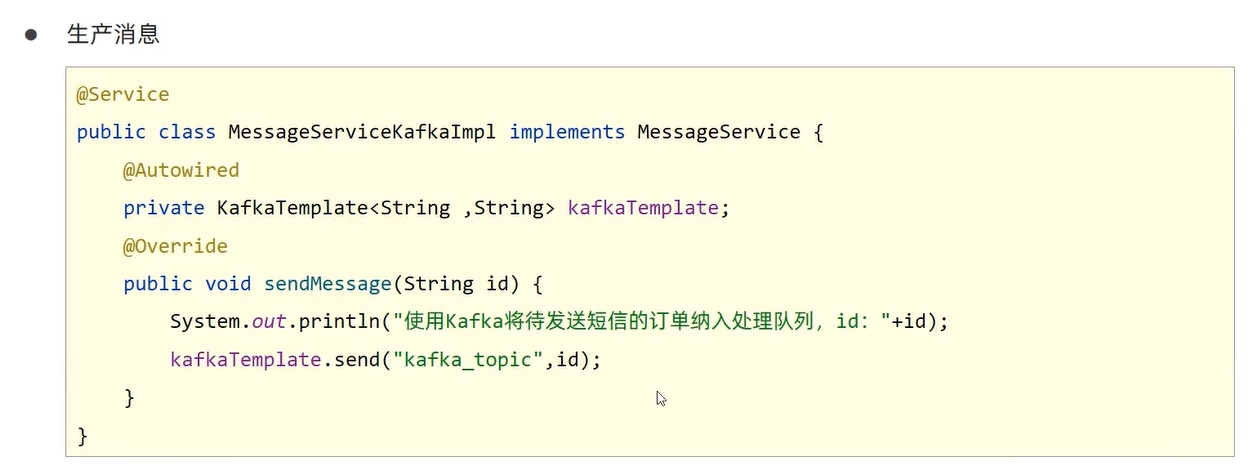 ● 生产消息
@Service
public class MessageServiceKafkaImpl implements MessageService {
    @Autowired
    private KafkaTemplate<String ,String> kafkaTemplate;
    @Override
    public void sendMessage(String id) {
        System.out.println("使用Kafka将待发送短信的订单纳入处理队列，id："+id);
        kafkaTemplate.send("kafka_topic",id);
    }
}